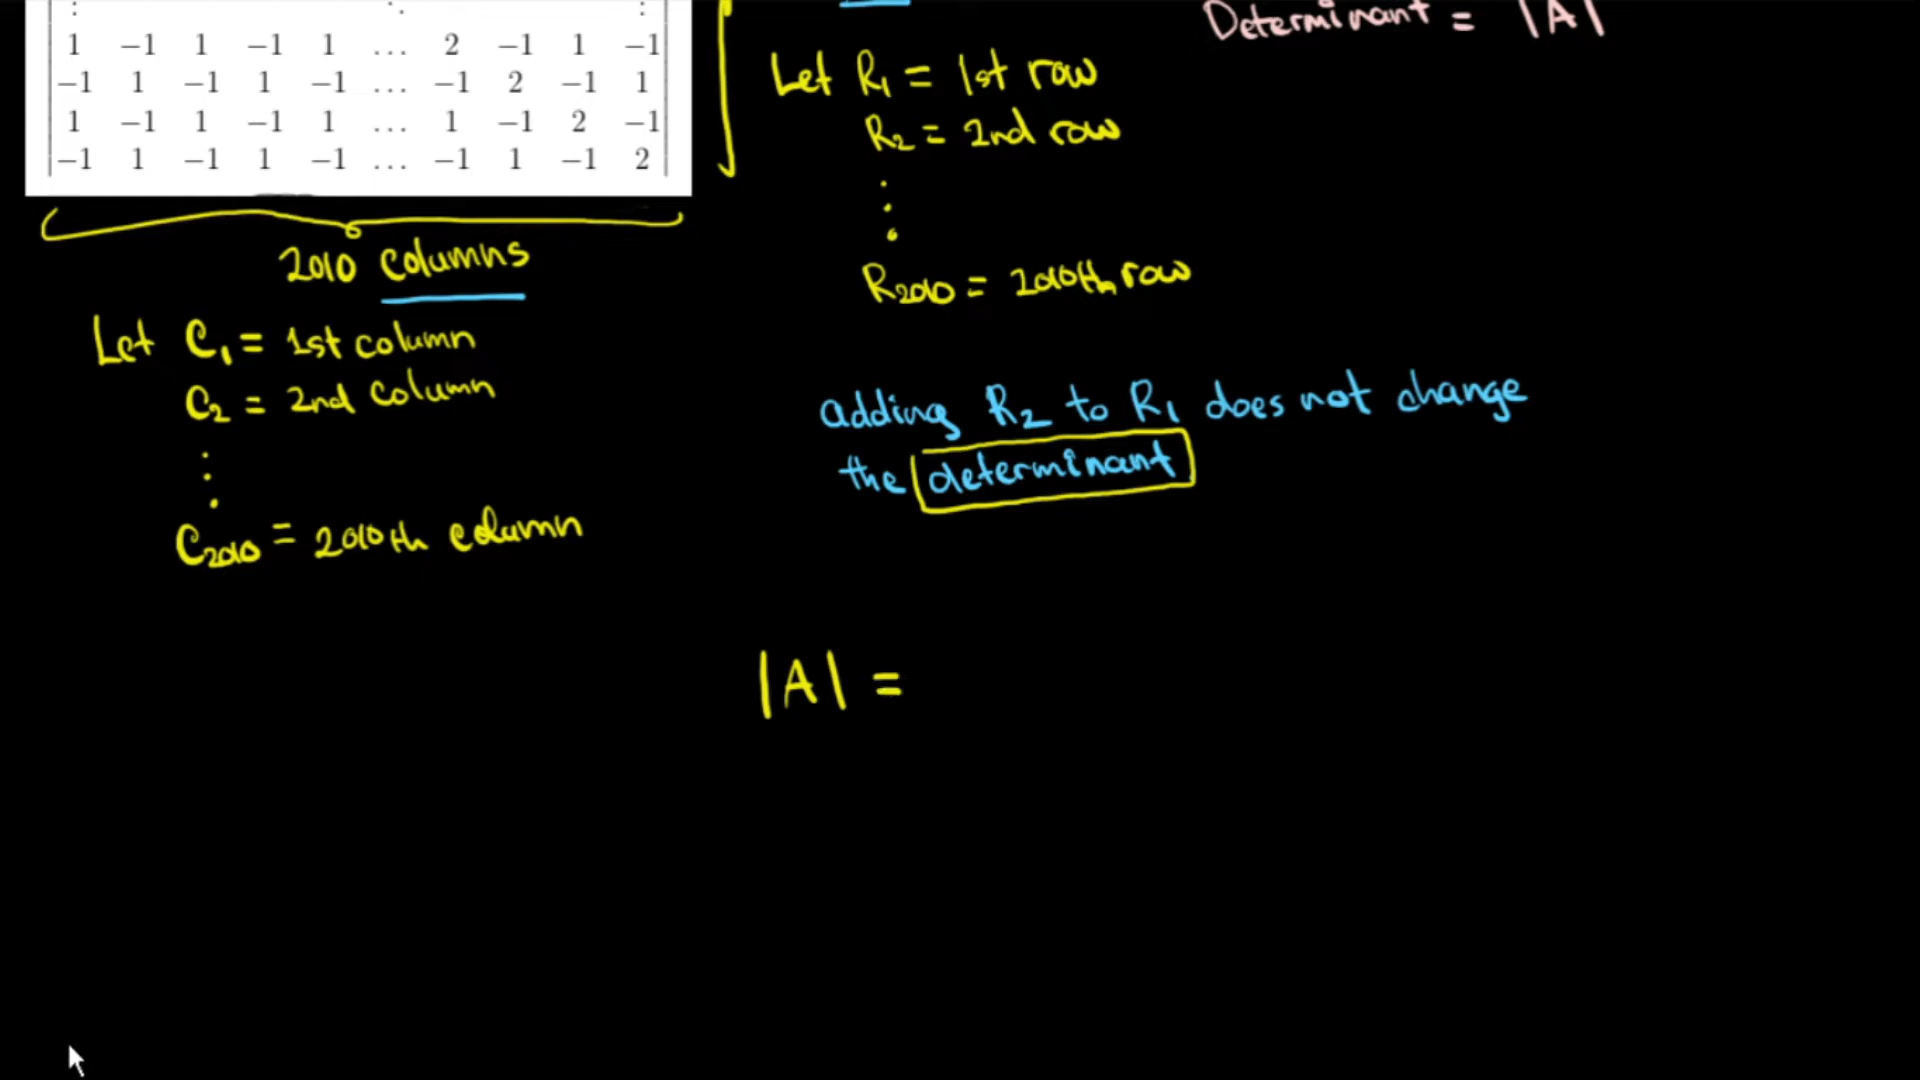 ⋮ ⋱ ⋮
1 −1 1 −1 1 … 2 −1 1 −1
−1 1 −1 1 −1 … −1 2 −1 1
1 −1 1 −1 1 … 1 −1 2 −1
−1 1 −1 1 −1 … −1 1 −1 2
2010 columns
Let C₁ = 1st column
C₂ = 2nd column
⋮
C₂₀₁₀ = 2010th column
Determinant = |A|
Let R₁ = 1st row
R₂ = 2nd row
⋮
R₂₀₁₀ = 2010th row
adding R₂ to R₁ does not change
the determinant
|A| =